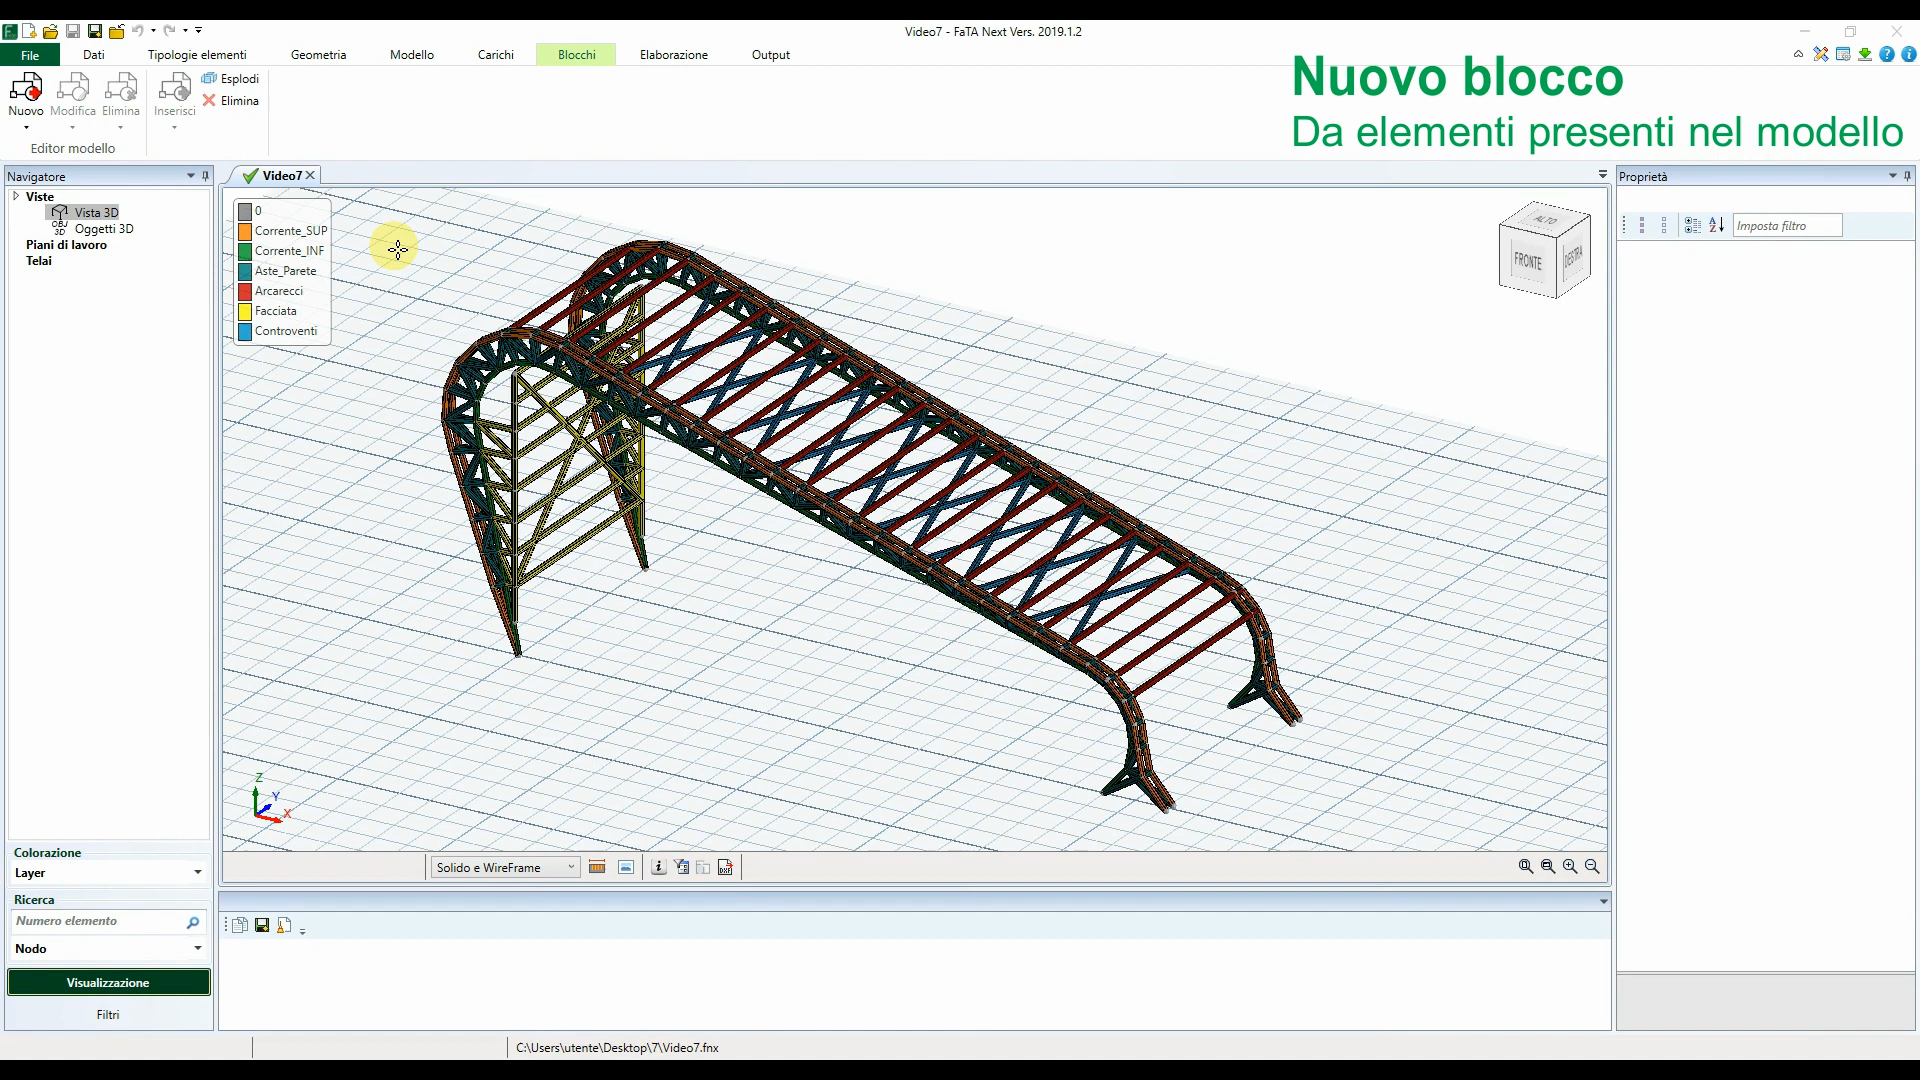 Video7 - FaTA Next Vers. 2019.1.2
File Dati Tipologie elementi Geometria Modello Carichi Blocchi Elaborazione Output
Nuovo blocco
Da elementi presenti nel modello
Nuovo Modifica Elimina Inserisci
Esplodi
Elimina
Editor modello
Navigatore
Viste
Vista 3D
Oggetti 3D
Piani di lavoro
Telai
Video7
0
Corrente_SUP
Corrente_INF
Aste_Parete
Arcarecci
Facciata
Controventi
ALTO
FRONTE
DESTRA
Z
Y
X
Proprietà
Imposta filtro
Colorazione
Layer
Ricerca
Numero elemento
Nodo
Visualizzazione
Filtri
Solido e WireFrame
C:\Users\utente\Desktop\7\Video7.fnx